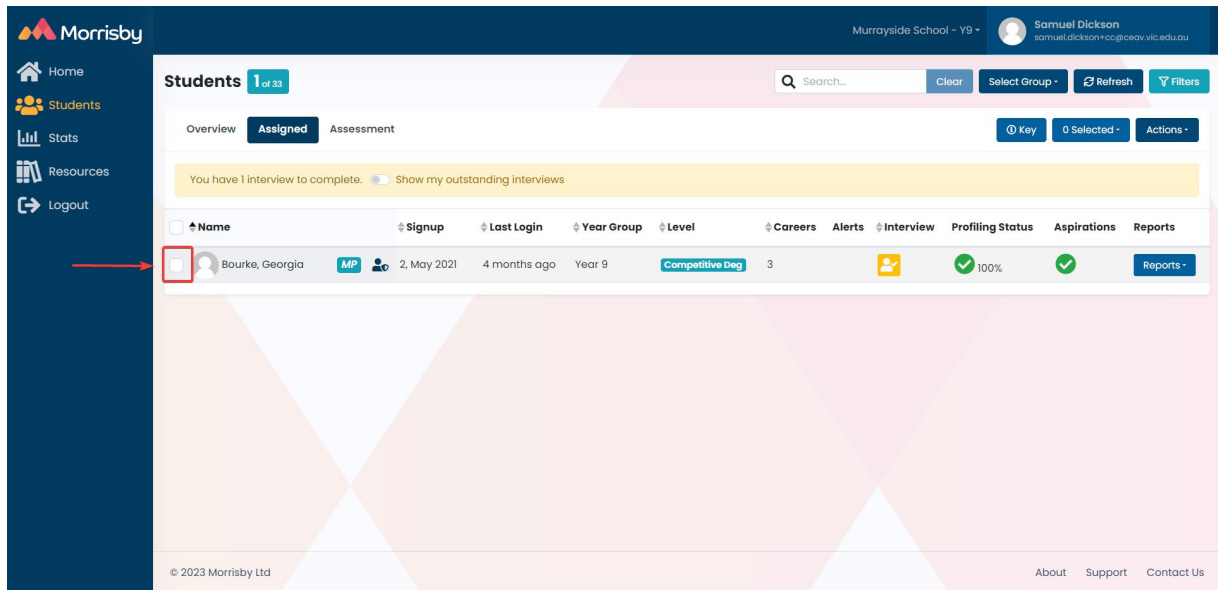 Morrisby
Murrayside School - Y9
Samuel Dickson
samuel.dickson+cc@ceav.vic.edu.au
Home
Students
Stats
Resources
Logout
Students 1 of 33
Search...
Clear
Select Group
Refresh
Filters
Overview Assigned Assessment
Key
0 Selected
Actions
You have 1 interview to complete. Show my outstanding interviews
Name Signup Last Login Year Group Level Careers Alerts Interview Profiling Status Aspirations Reports
Bourke, Georgia MP 2, May 2021 4 months ago Year 9 Competitive Deg 3 100% Reports
© 2023 Morrisby Ltd
About Support Contact Us